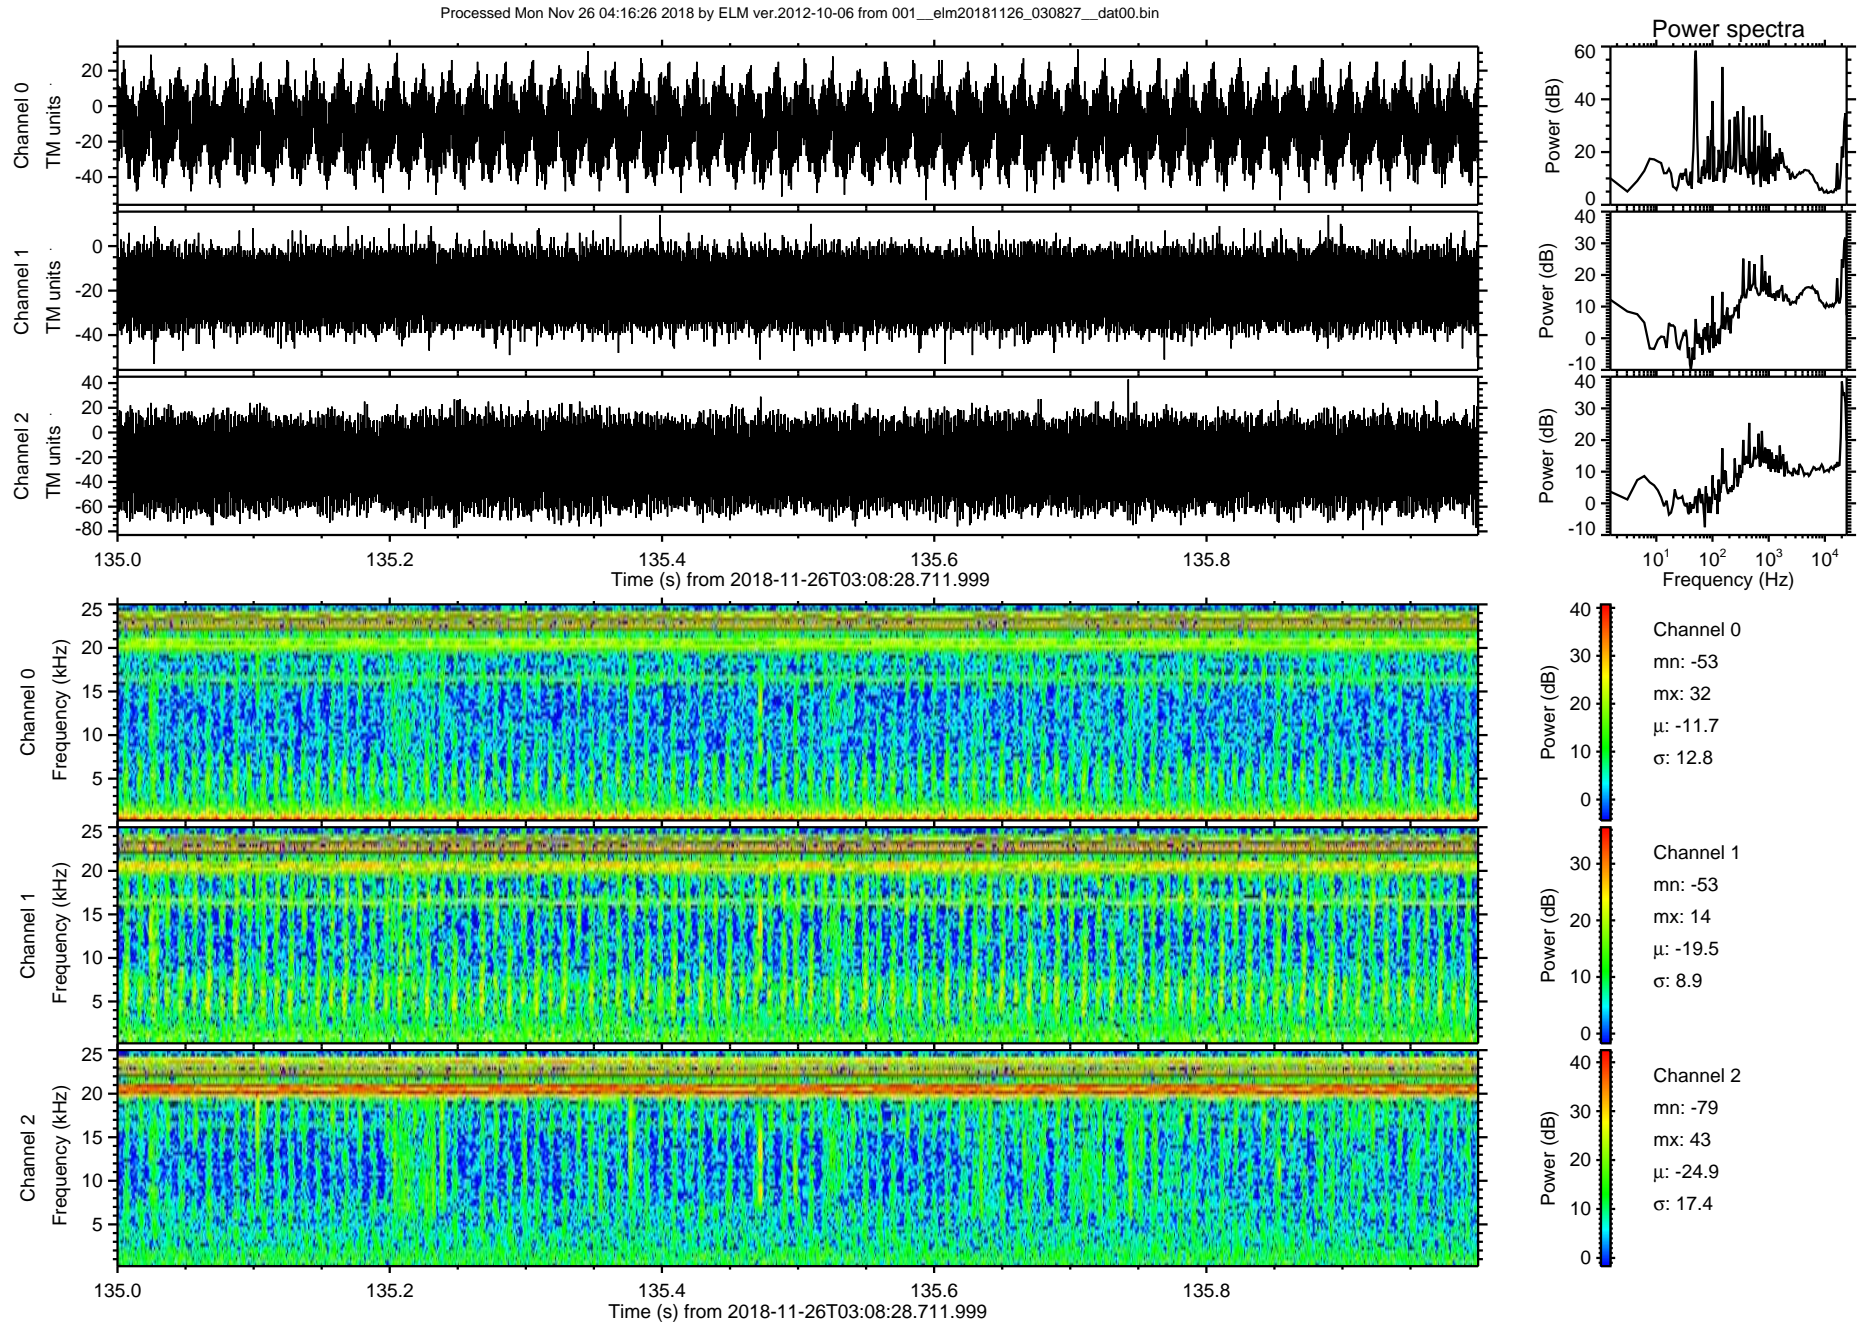 Processed Mon Nov 26 04:16:26 2018 by ELM ver.2012-10-06 from 001__elm20181126_030827__dat00.bin
Power spectra
Channel 0
TM units
20
0
-20
-40
Power (dB)
60
40
20
0
Channel 1
TM units
0
-20
-40
Power (dB)
40
30
20
10
0
-10
Channel 2
TM units
40
20
0
-20
-40
-60
-80
Power (dB)
40
30
20
10
0
-10
135.0 135.2 135.4 135.6 135.8
Time (s) from 2018-11-26T03:08:28.711.999
10^1 10^2 10^3 10^4
Frequency (Hz)
Channel 0
Frequency (kHz)
25
20
15
10
5
Power (dB)
40
30
20
10
0
Channel 0
mn: -53
mx: 32
μ: -11.7
σ: 12.8
Channel 1
Frequency (kHz)
25
20
15
10
5
Power (dB)
30
20
10
0
Channel 1
mn: -53
mx: 14
μ: -19.5
σ: 8.9
Channel 2
Frequency (kHz)
25
20
15
10
5
Power (dB)
40
30
20
10
0
Channel 2
mn: -79
mx: 43
μ: -24.9
σ: 17.4
135.0 135.2 135.4 135.6 135.8
Time (s) from 2018-11-26T03:08:28.711.999